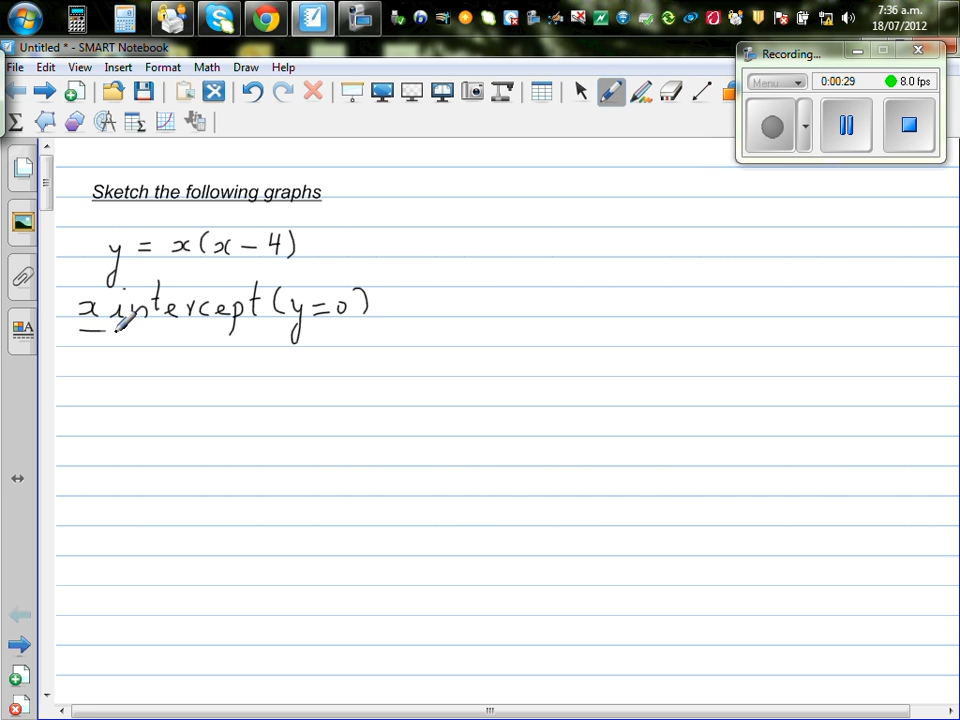 7:36 a.m.
18/07/2012
Untitled * - SMART Notebook
File Edit View Insert Format Math Draw Help
Recording...
Menu
0:00:29
8.0 fps
Sketch the following graphs
y = x(x - 4)
x intercept (y=0)